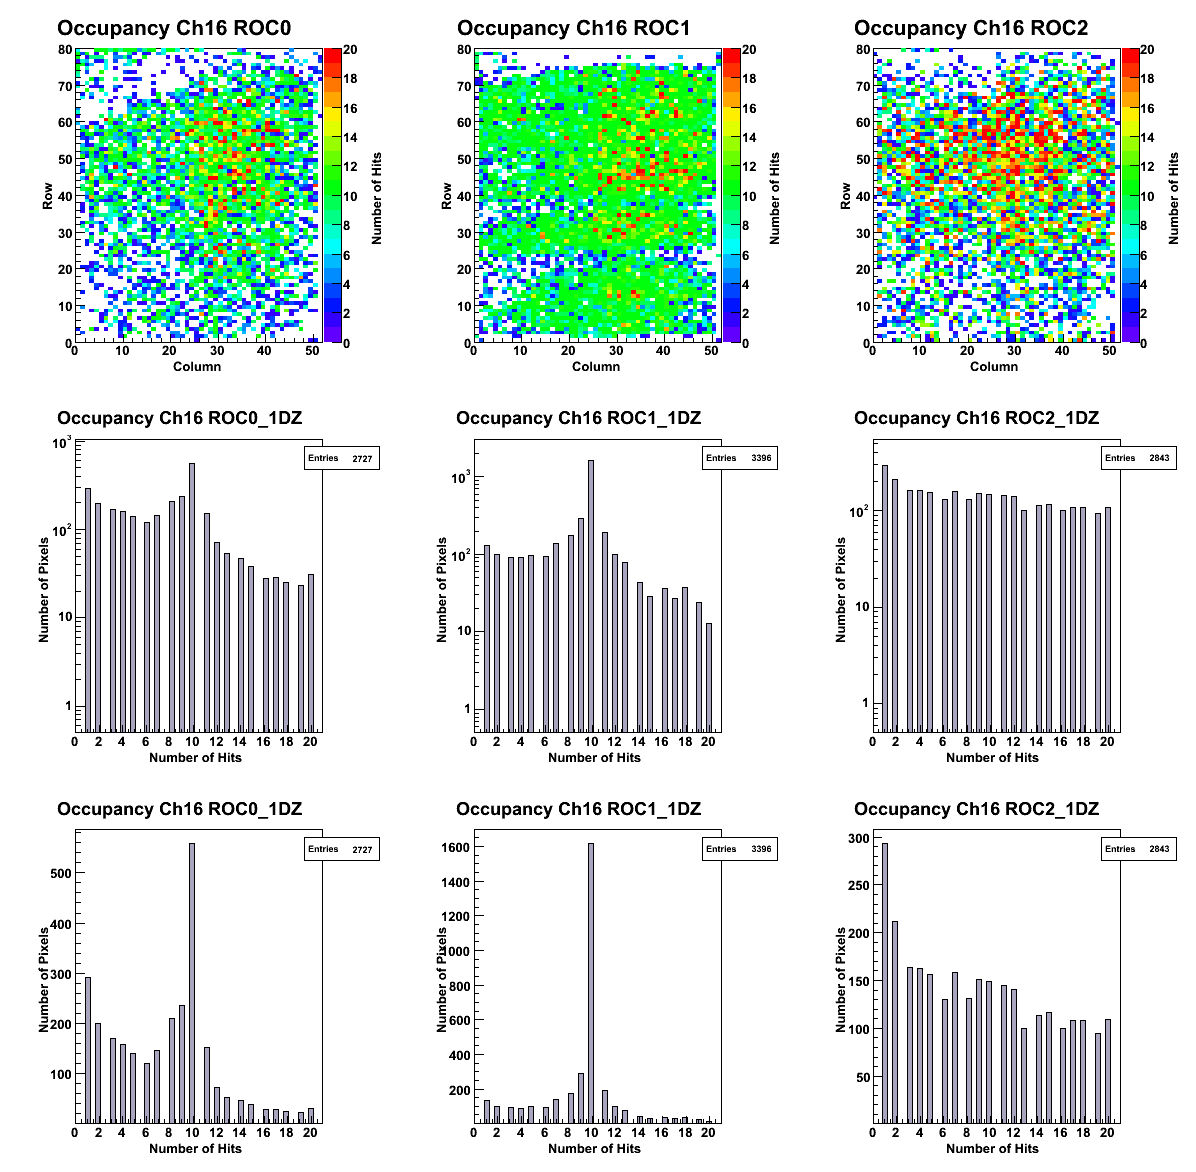 Occupancy Ch16 ROC0
80
70
60
50
40
30
20
10
0
Row
0 10 20 30 40 50
Column
20
18
16
14
12
10
8
6
4
2
0
Number of Hits
Occupancy Ch16 ROC1
80
70
60
50
40
30
20
10
0
Row
0 10 20 30 40 50
Column
20
18
16
14
12
10
8
6
4
2
0
Number of Hits
Occupancy Ch16 ROC2
80
70
60
50
40
30
20
10
0
Row
0 10 20 30 40 50
Column
20
18
16
14
12
10
8
6
4
2
0
Number of Hits
Occupancy Ch16 ROC0_1DZ
Entries 2727
10³
10²
10
1
Number of Pixels
0 2 4 6 8 10 12 14 16 18 20
Number of Hits
Occupancy Ch16 ROC1_1DZ
Entries 3396
10³
10²
10
1
Number of Pixels
0 2 4 6 8 10 12 14 16 18 20
Number of Hits
Occupancy Ch16 ROC2_1DZ
Entries 2843
10²
10
1
Number of Pixels
0 2 4 6 8 10 12 14 16 18 20
Number of Hits
Occupancy Ch16 ROC0_1DZ
Entries 2727
500
400
300
200
100
Number of Pixels
0 2 4 6 8 10 12 14 16 18 20
Number of Hits
Occupancy Ch16 ROC1_1DZ
Entries 3396
1600
1400
1200
1000
800
600
400
200
Number of Pixels
0 2 4 6 8 10 12 14 16 18 20
Number of Hits
Occupancy Ch16 ROC2_1DZ
Entries 2843
300
250
200
150
100
50
Number of Pixels
0 2 4 6 8 10 12 14 16 18 20
Number of Hits